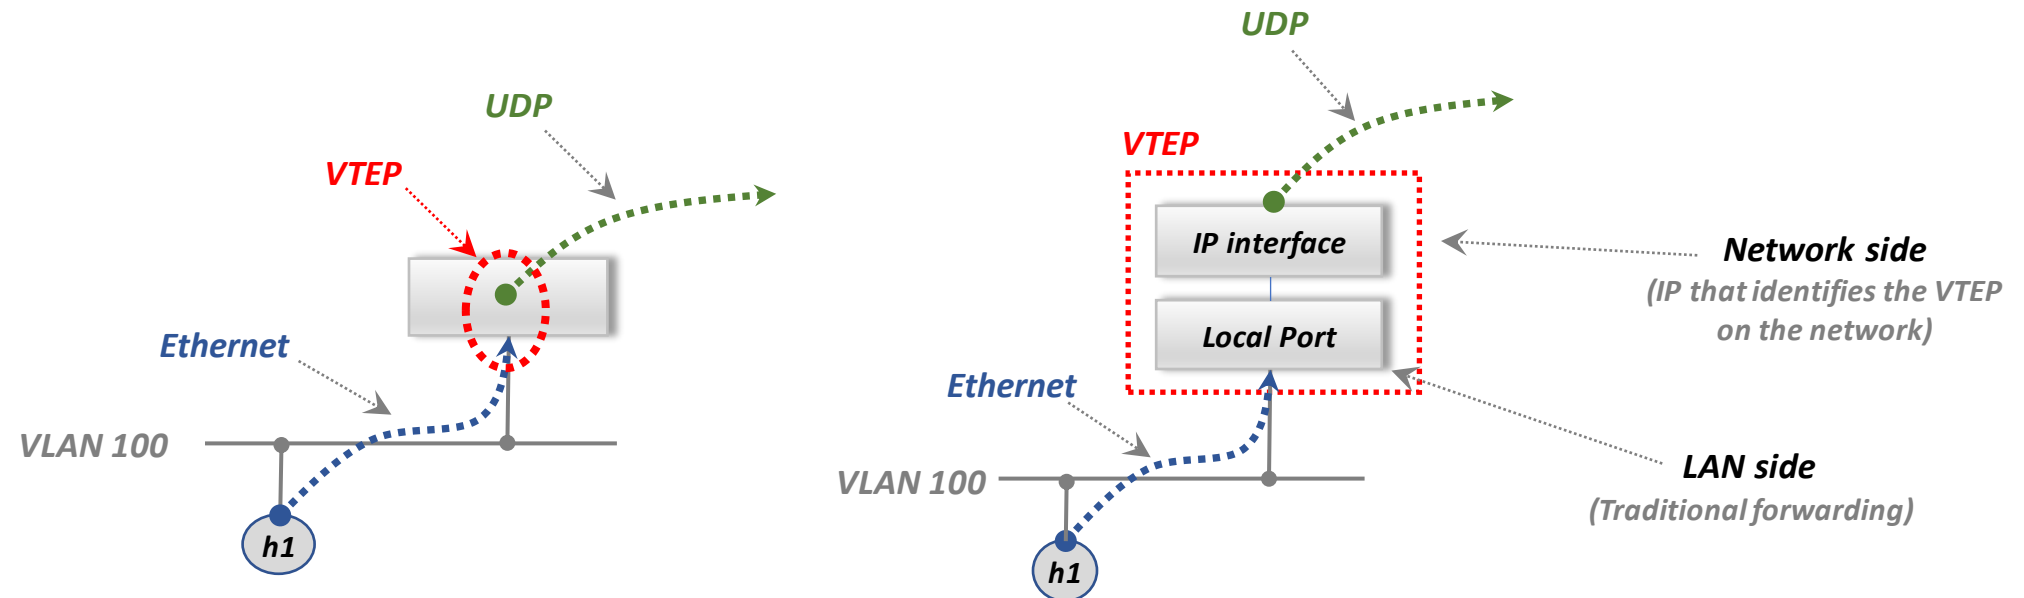 UDP
VTEP
Ethernet
VLAN 100
h1
UDP
VTEP
IP interface
Local Port
Ethernet
VLAN 100
h1
Network side
(IP that identifies the VTEP
on the network)
LAN side
(Traditional forwarding)